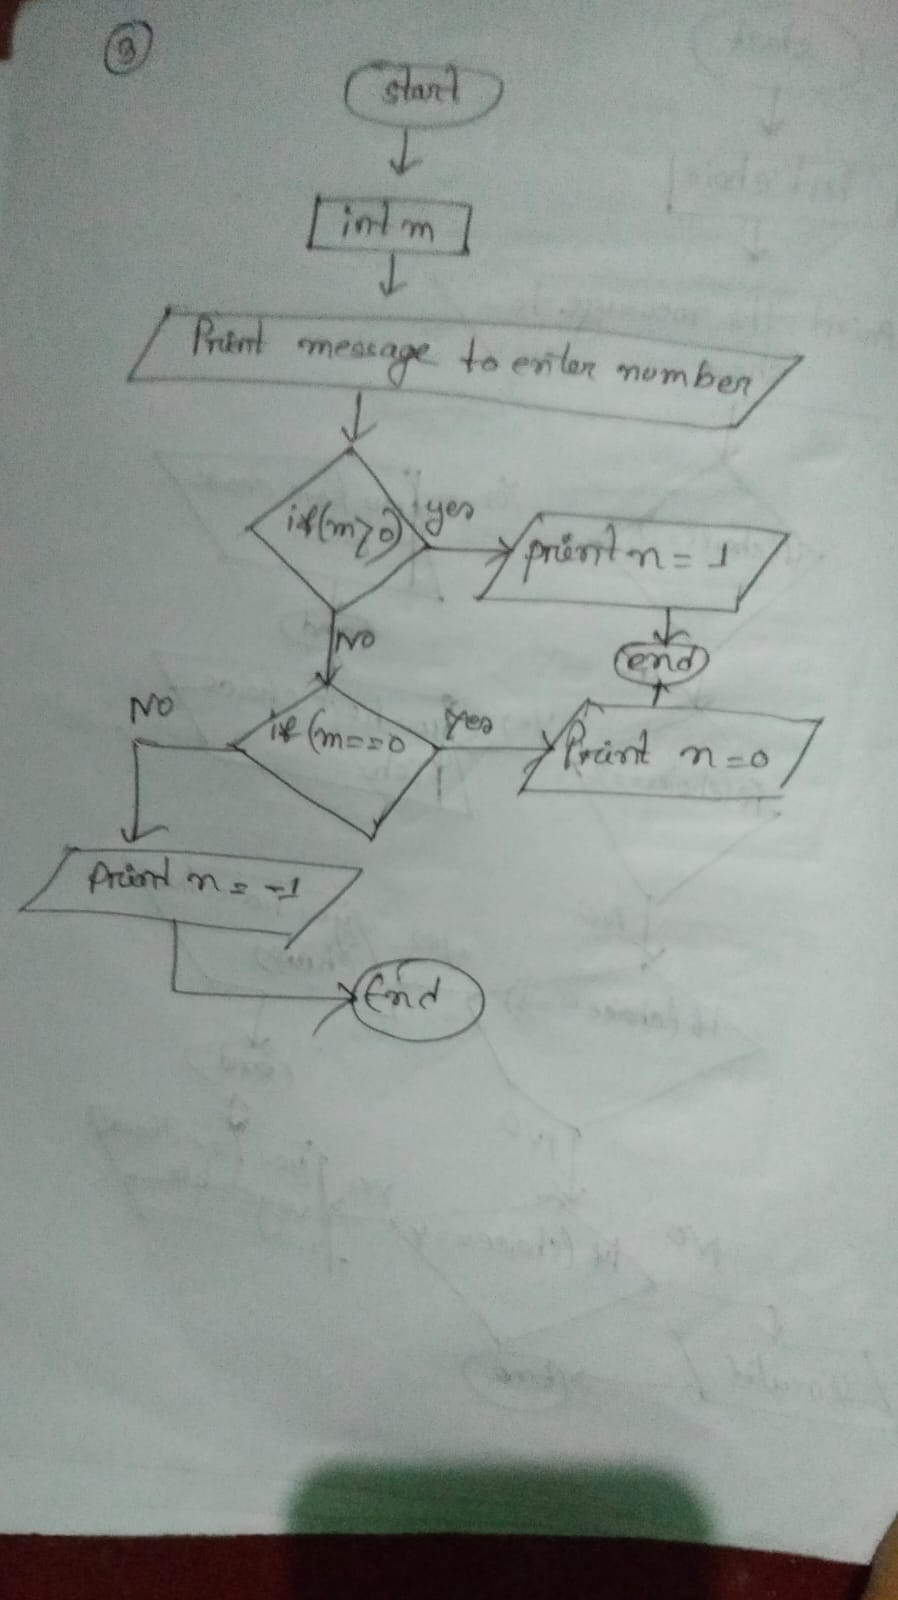 3
start
int m
Print message to enter number
if(m>0)
yes
print n = 1
No
end
No
if (m==0
yes
Print n=0
Print n = -1
End